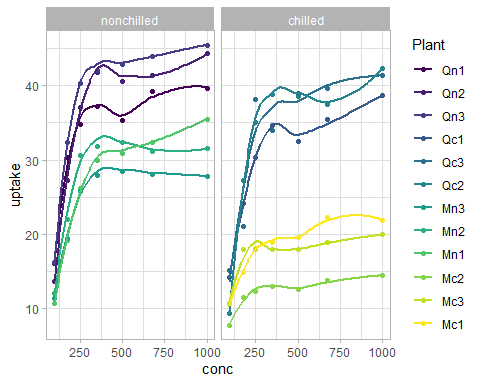 nonchilled
chilled
uptake
40
30
20
10
250
500
750
1000
250
500
750
1000
conc
Plant
Qn1
Qn2
Qn3
Qc1
Qc3
Qc2
Mn3
Mn2
Mn1
Mc2
Mc3
Mc1